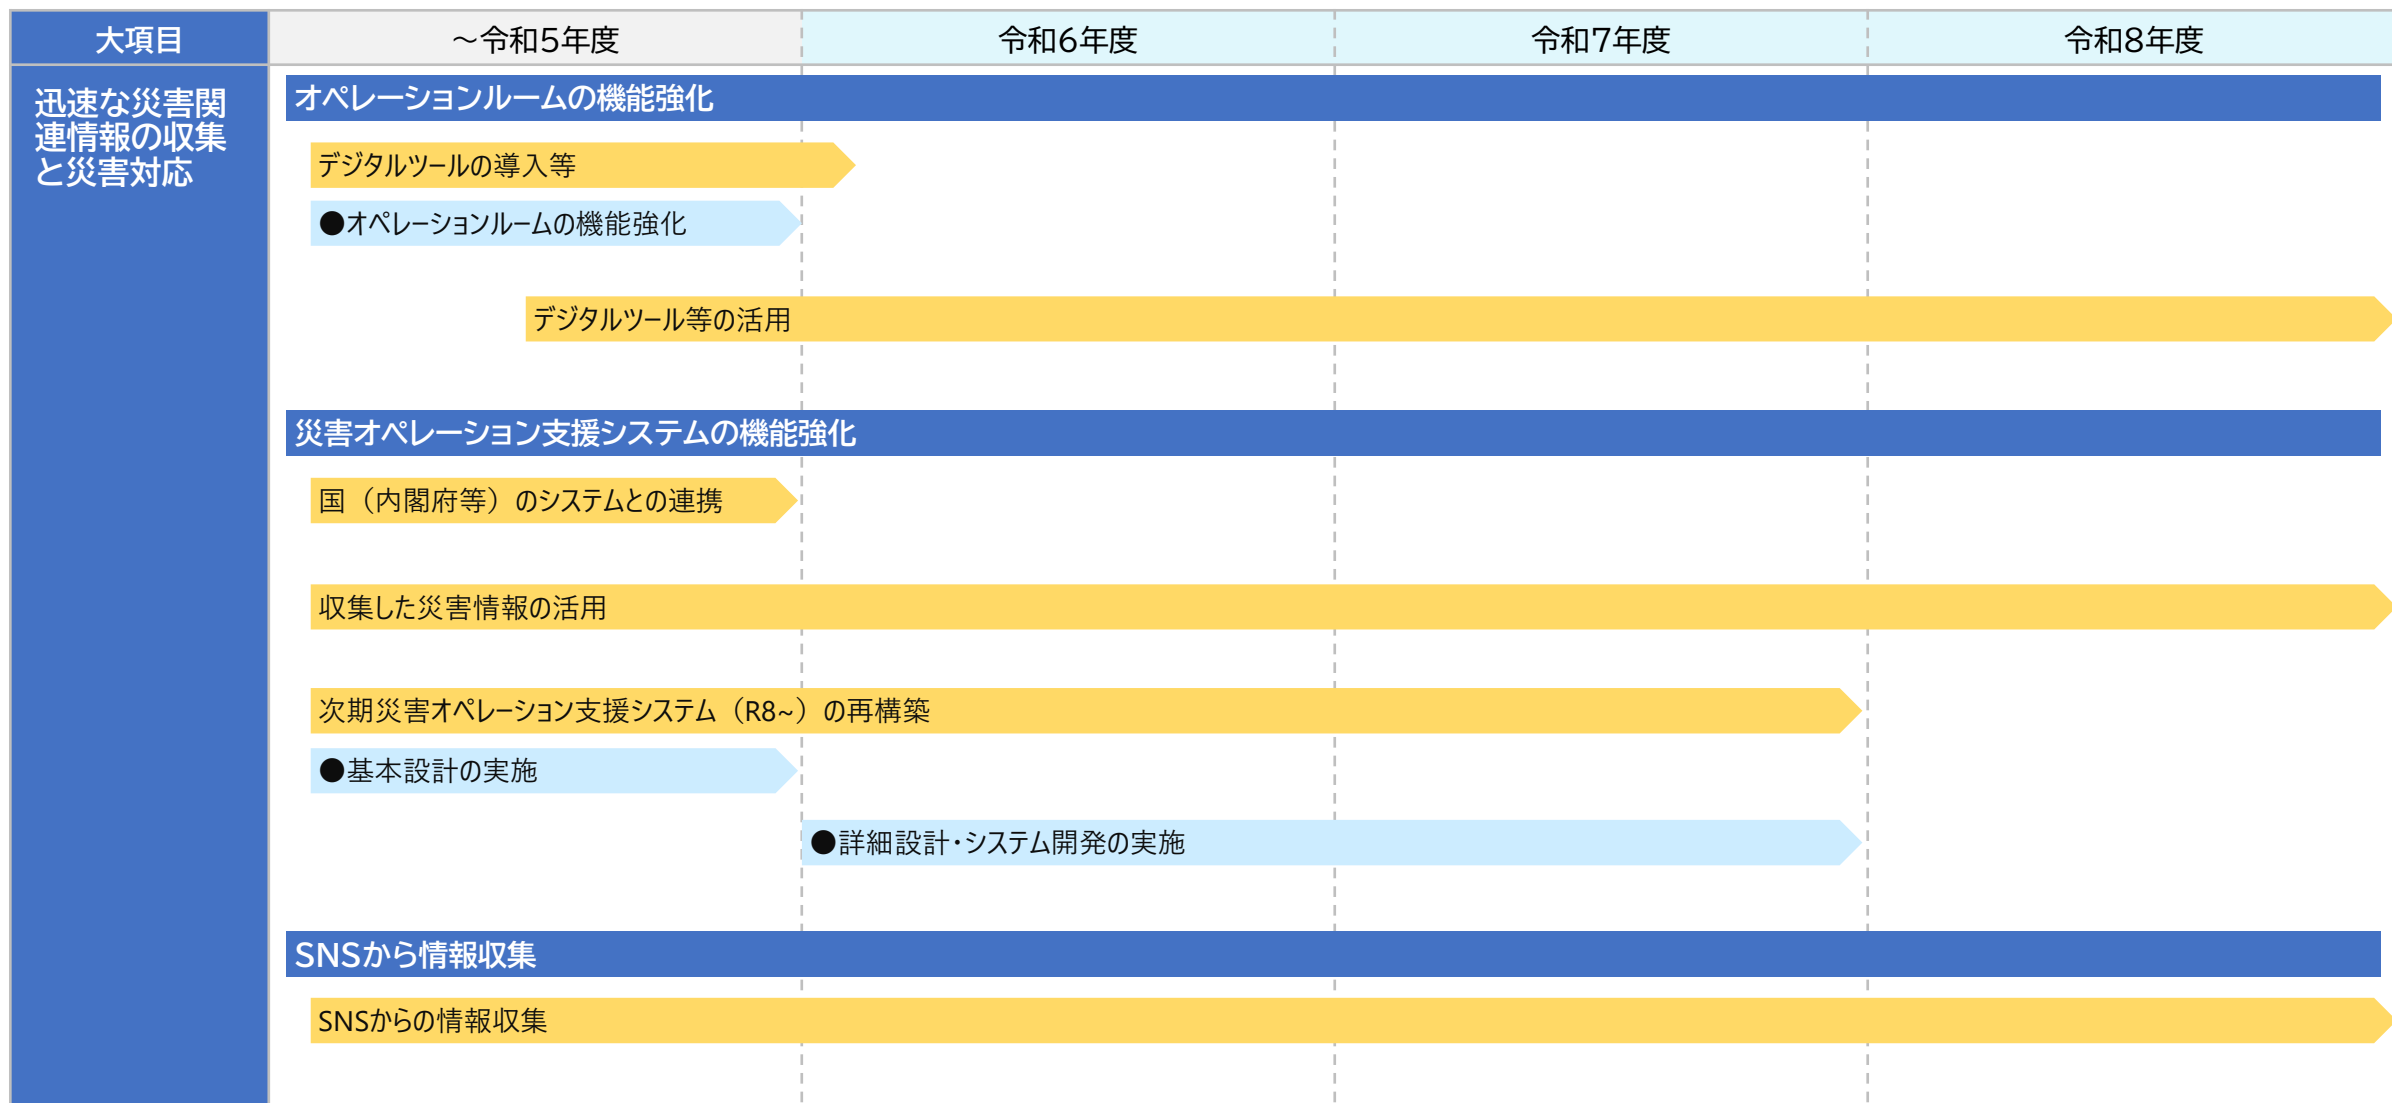 大項目
～令和5年度
令和6年度
令和7年度
令和8年度
迅速な災害関
連情報の収集
と災害対応
オペレーションルームの機能強化
デジタルツールの導入等
●オペレーションルームの機能強化
デジタルツール等の活用
災害オペレーション支援システムの機能強化
国（内閣府等）のシステムとの連携
収集した災害情報の活用
次期災害オペレーション支援システム（R8~）の再構築
●基本設計の実施
●詳細設計・システム開発の実施
SNSから情報収集
SNSからの情報収集